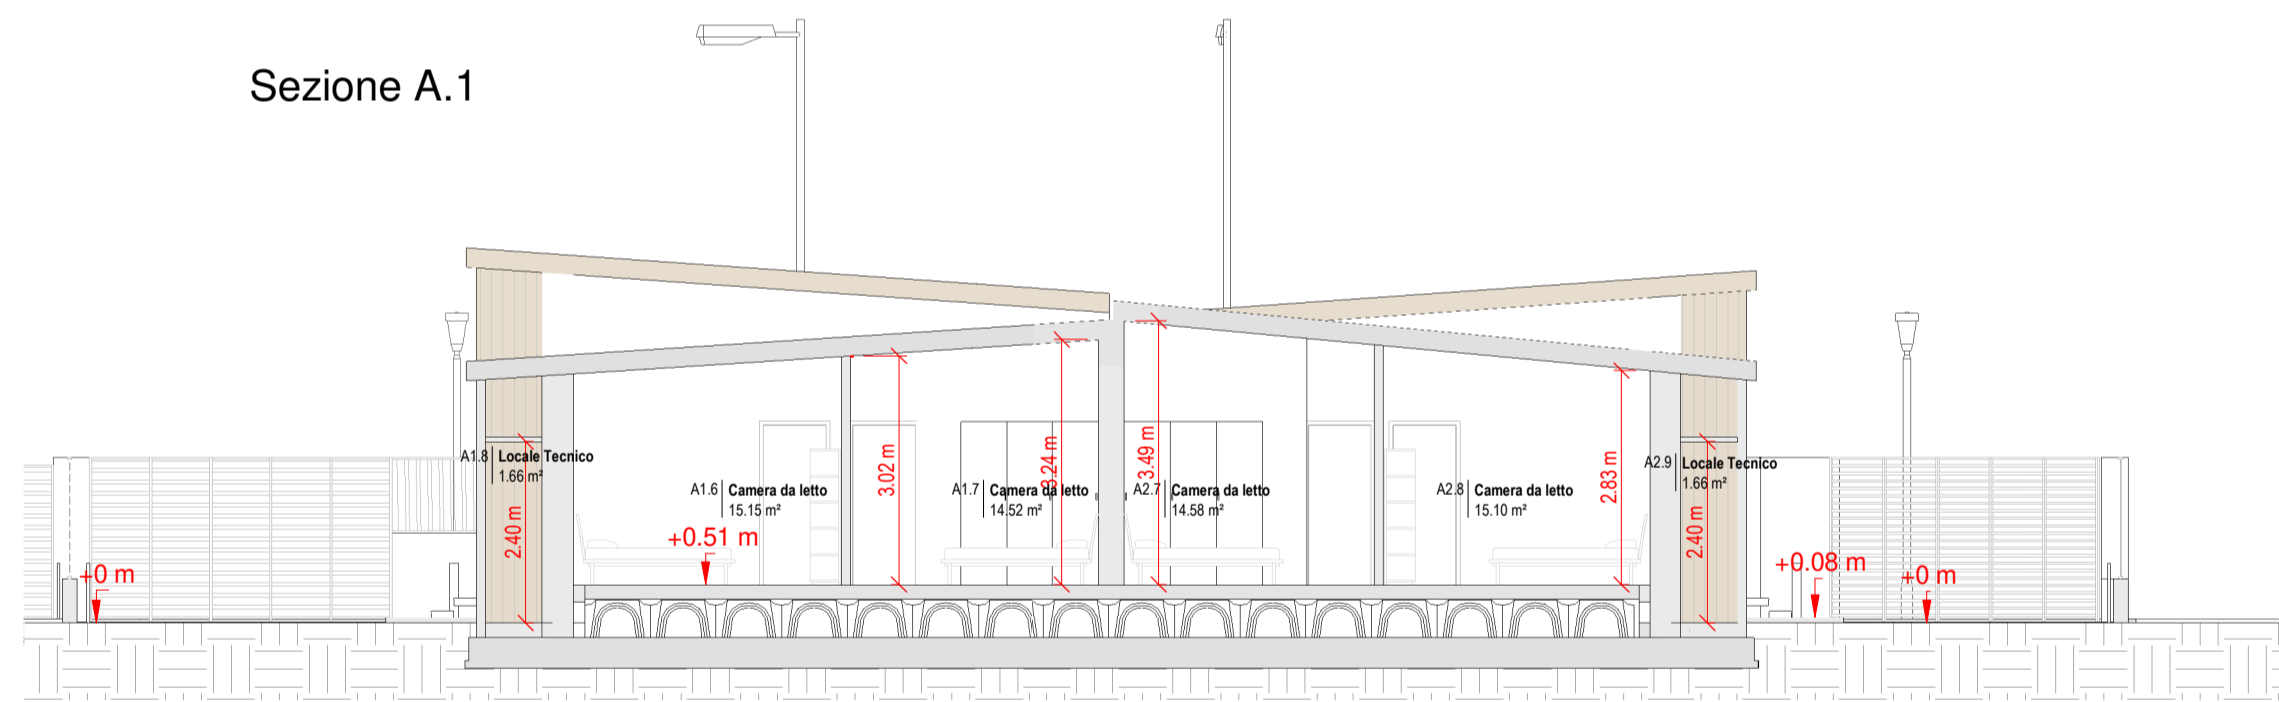 Sezione A.1
A1.8 Locale Tecnico
1.66 m²
2.40 m
+0 m
A1.6 Camera da letto
15.15 m²
+0.51 m
3.02 m
A1.7 Camera da letto
14.52 m²
3.24 m
3.49 m
A2.7 Camera da letto
14.58 m²
A2.8 Camera da letto
15.10 m²
2.83 m
A2.9 Locale Tecnico
1.66 m²
2.40 m
+0.08 m
+0 m